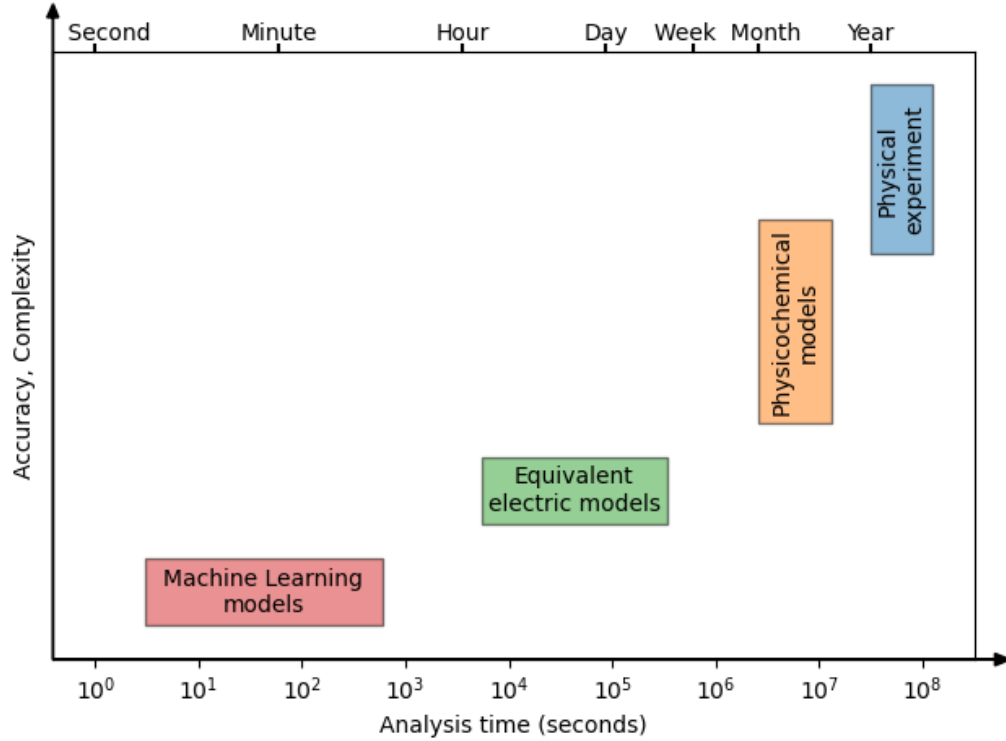 Second Minute Hour Day Week Month Year
Physical
experiment
Physicochemical
models
Equivalent
electric models
Machine Learning
models
Accuracy, Complexity
10⁰ 10¹ 10² 10³ 10⁴ 10⁵ 10⁶ 10⁷ 10⁸
Analysis time (seconds)